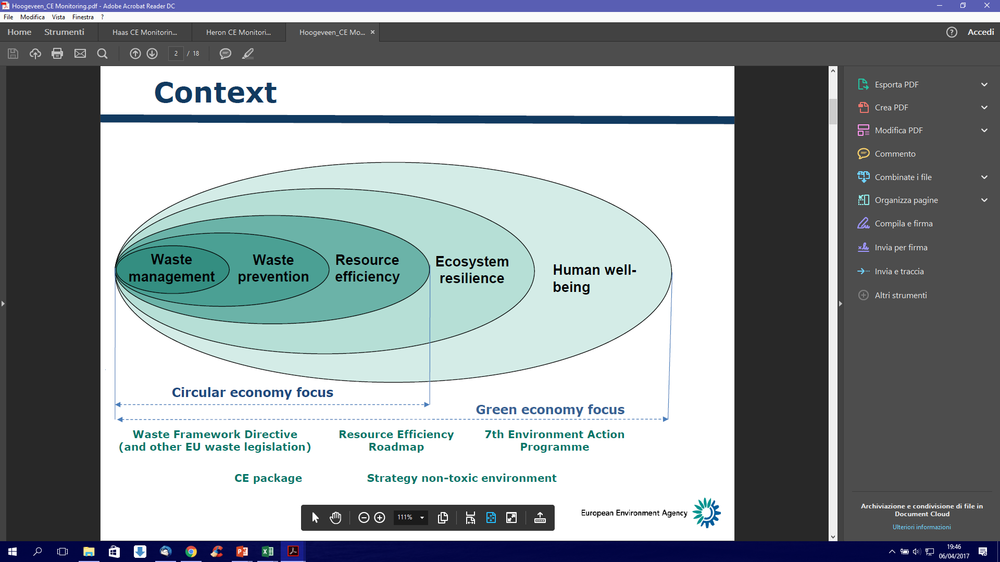 Hoogeveen_CE Monitoring.pdf - Adobe Acrobat Reader DC
File Modifica Vista Finestra ?
Home Strumenti Haas CE Monitorin... Heron CE Monitori... Hoogeveen_CE Mo... Accedi
2 / 18
Context
Waste
management
Waste
prevention
Resource
efficiency
Ecosystem
resilience
Human well-
being
Circular economy focus
Green economy focus
Waste Framework Directive
(and other EU waste legislation)
Resource Efficiency
Roadmap
7th Environment Action
Programme
CE package
Strategy non-toxic environment
European Environment Agency
111%
Esporta PDF
Crea PDF
Modifica PDF
Commento
Combinate i file
Organizza pagine
Compila e firma
Invia per firma
Invia e traccia
Altri strumenti
Archiviazione e condivisione di file in
Document Cloud
Ulteriori informazioni
19:46
06/04/2017